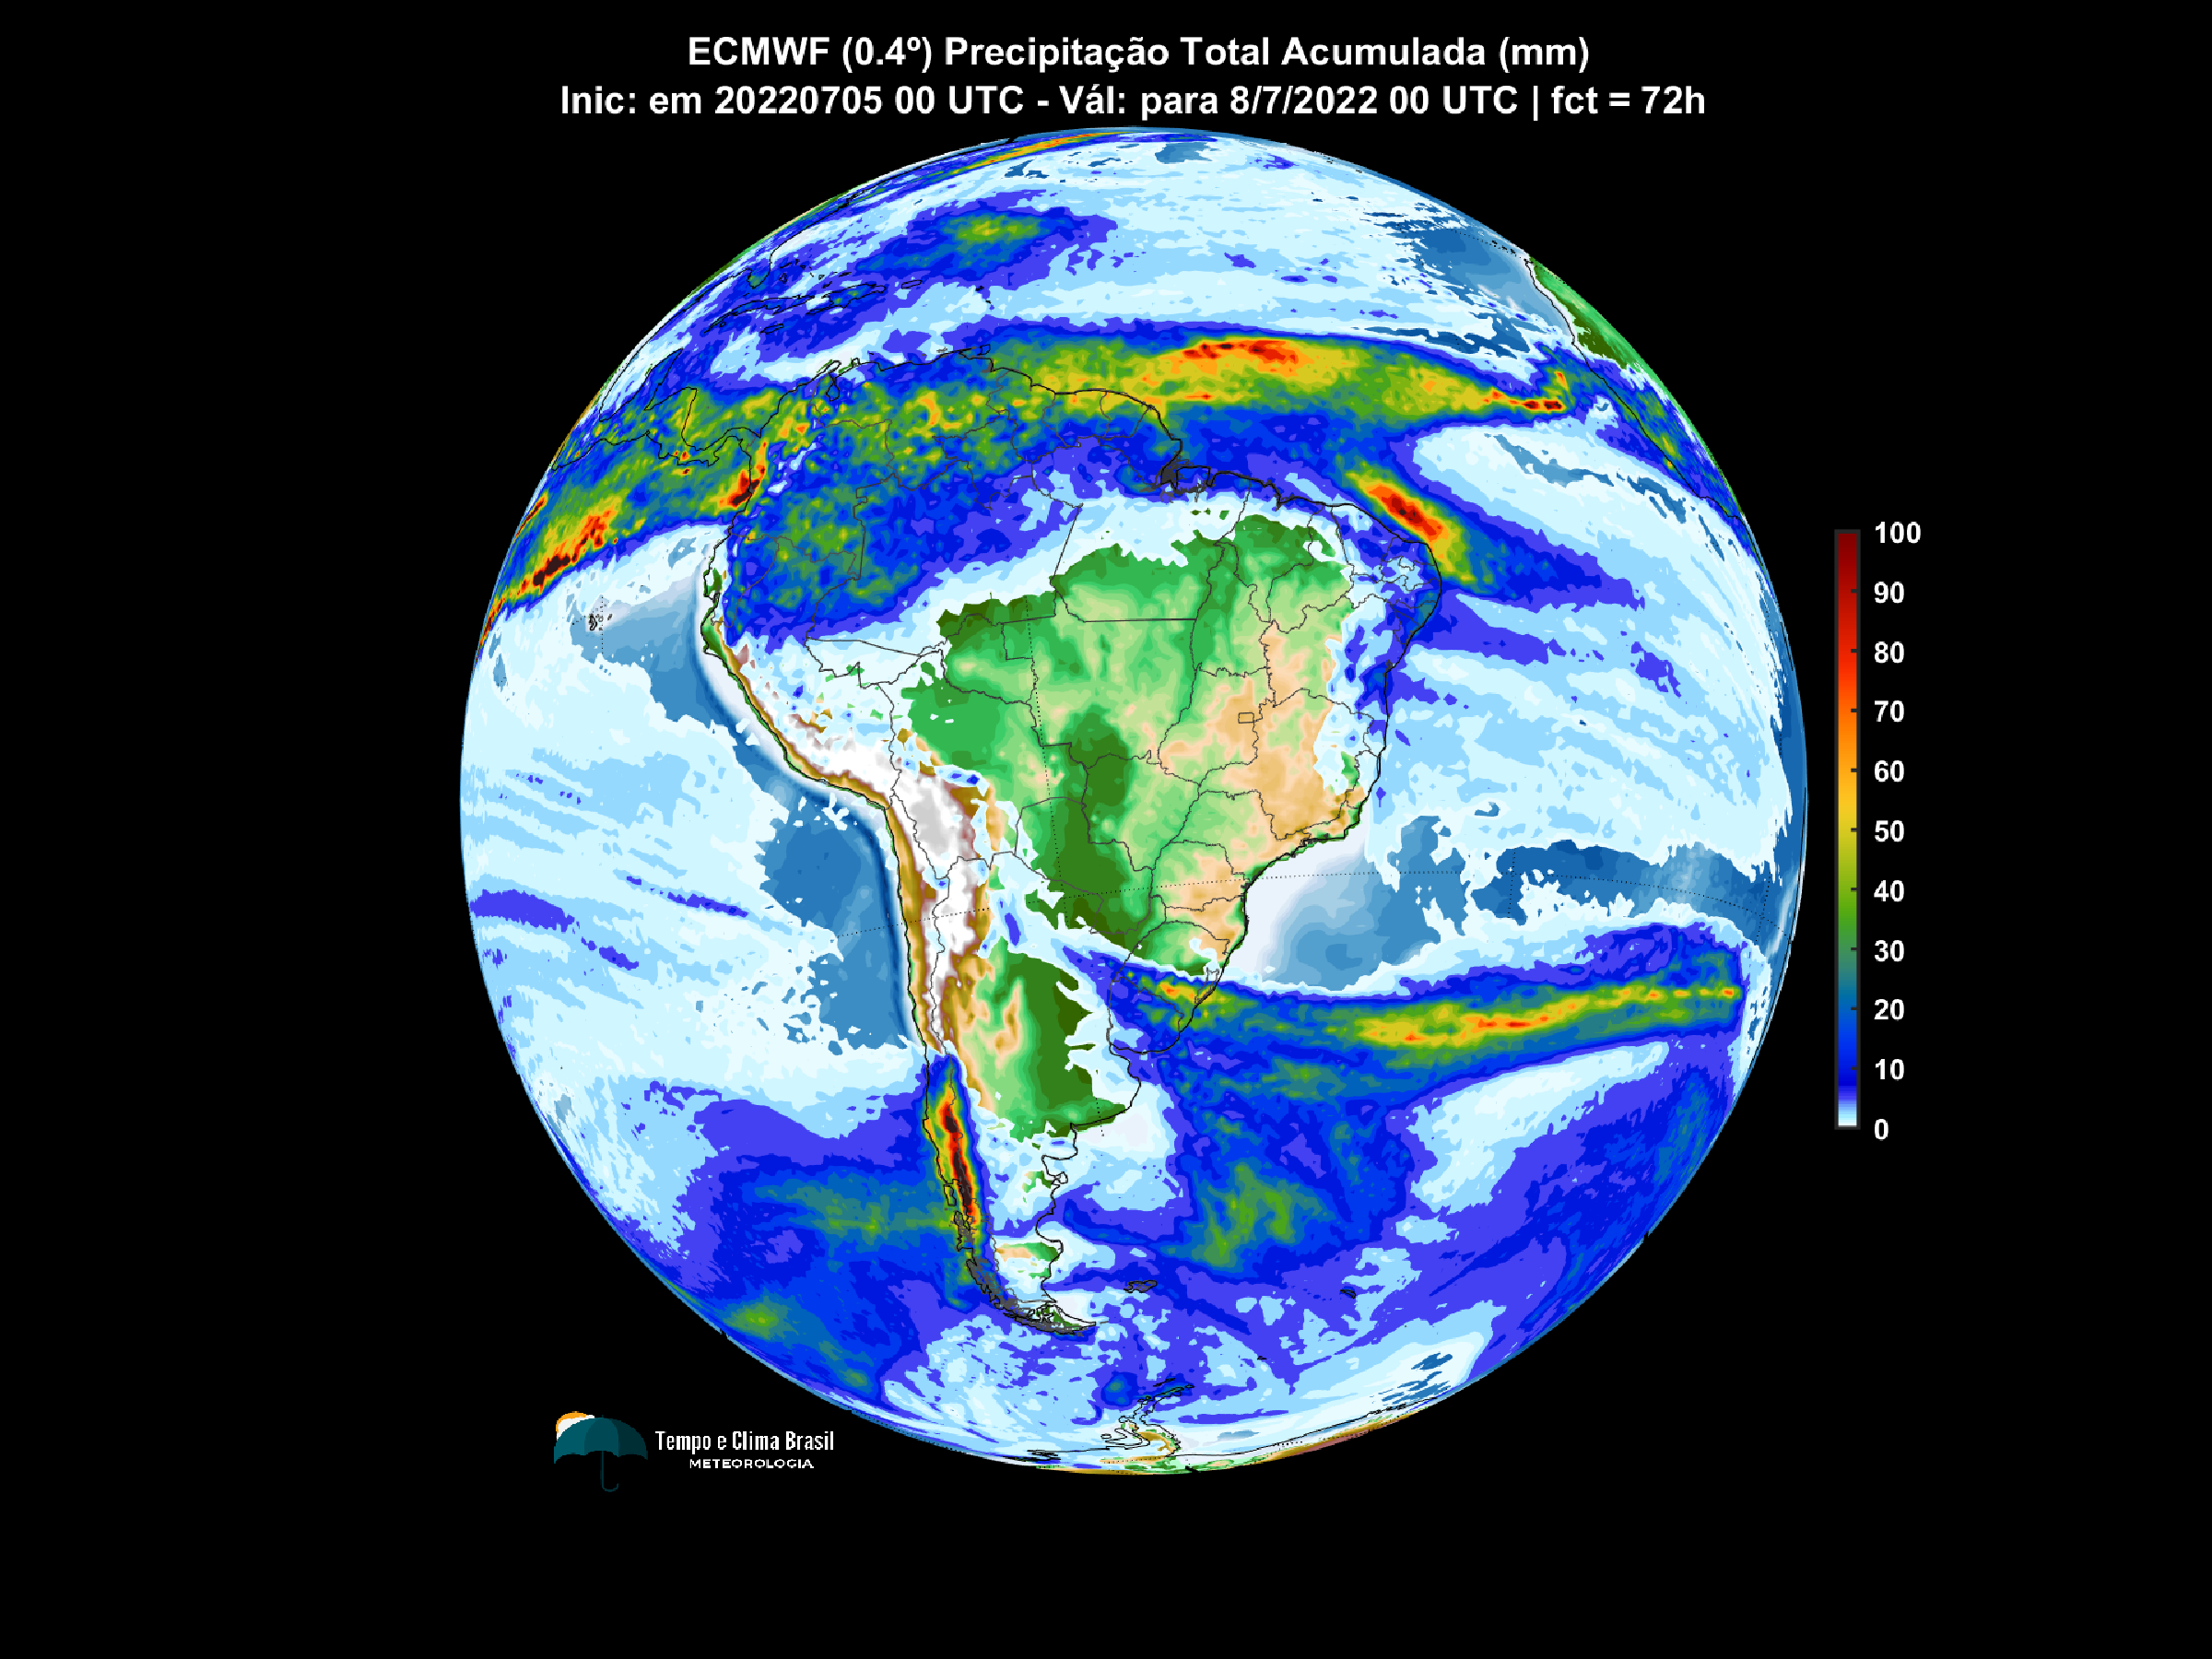 ECMWF (0.4º) Precipitação Total Acumulada (mm)
Inic: em 20220705 00 UTC - Vál: para 8/7/2022 00 UTC | fct = 72h
100
90
80
70
60
50
40
30
20
10
0
Tempo e Clima Brasil
METEOROLOGIA